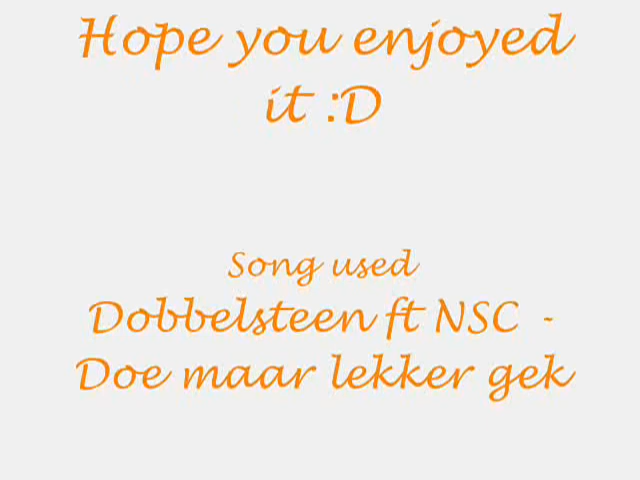 Hope you enjoyed
it :D
Song used
Dobbelsteen ft NSC -
Doe maar lekker gek